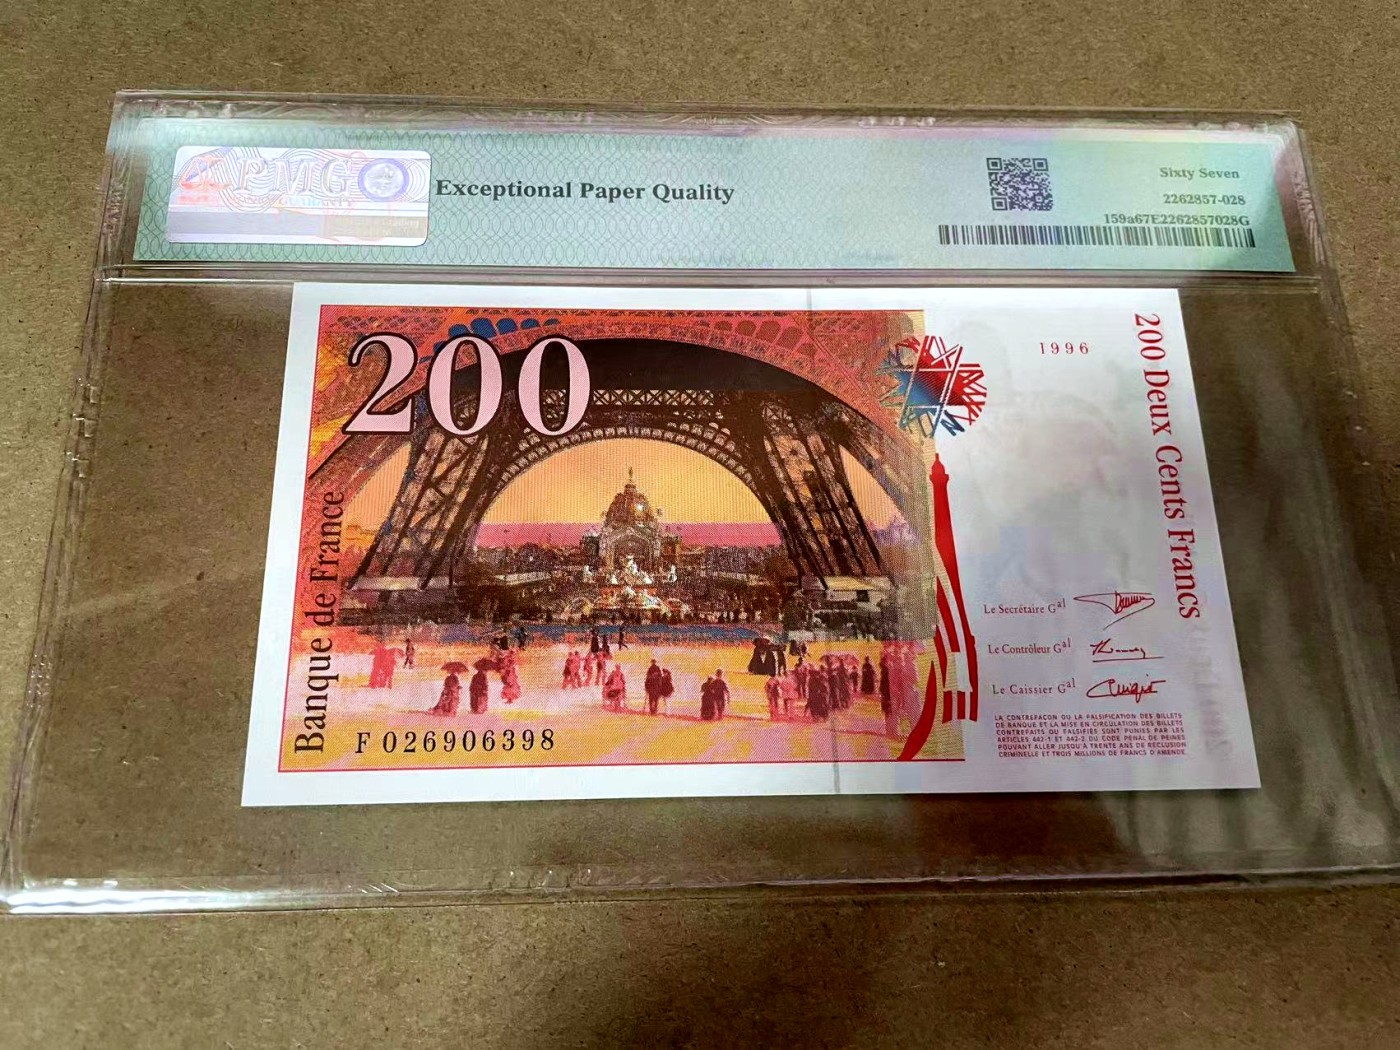 PMG
Exceptional Paper Quality
Sixty Seven
2262857-028
159a67E2262857028G
200
1996
200 Deux Cents Francs
Banque de France
Le Secrétaire Gal
Le Contrôleur Gal
Le Caissier Gal
F 026906398
LA CONTREFAÇON OU LA FALSIFICATION DES BILLETS
DE BANQUE ET LA MISE EN CIRCULATION DES BILLETS
CONTREFAITS OU FALSIFIÉS SONT PUNIES PAR LES
ARTICLES 442-1 ET 442-2 DU CODE PÉNAL DE PEINES
POUVANT ALLER JUSQU'À TRENTE ANS DE RÉCLUSION
CRIMINELLE ET TROIS MILLIONS DE FRANCS D'AMENDE.